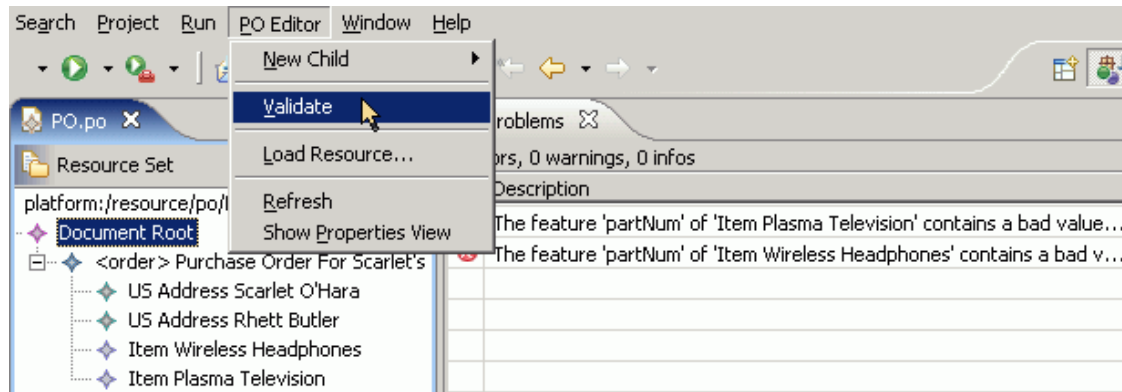 Search Project Run PO Editor Window Help
New Child
Validate
Load Resource...
Refresh
Show Properties View
PO.po
Resource Set
platform:/resource/po/
Document Root
<order> Purchase Order For Scarlet's
US Address Scarlet O'Hara
US Address Rhett Butler
Item Wireless Headphones
Item Plasma Television
roblems
ors, 0 warnings, 0 infos
Description
The feature 'partNum' of 'Item Plasma Television' contains a bad value...
The feature 'partNum' of 'Item Wireless Headphones' contains a bad v...